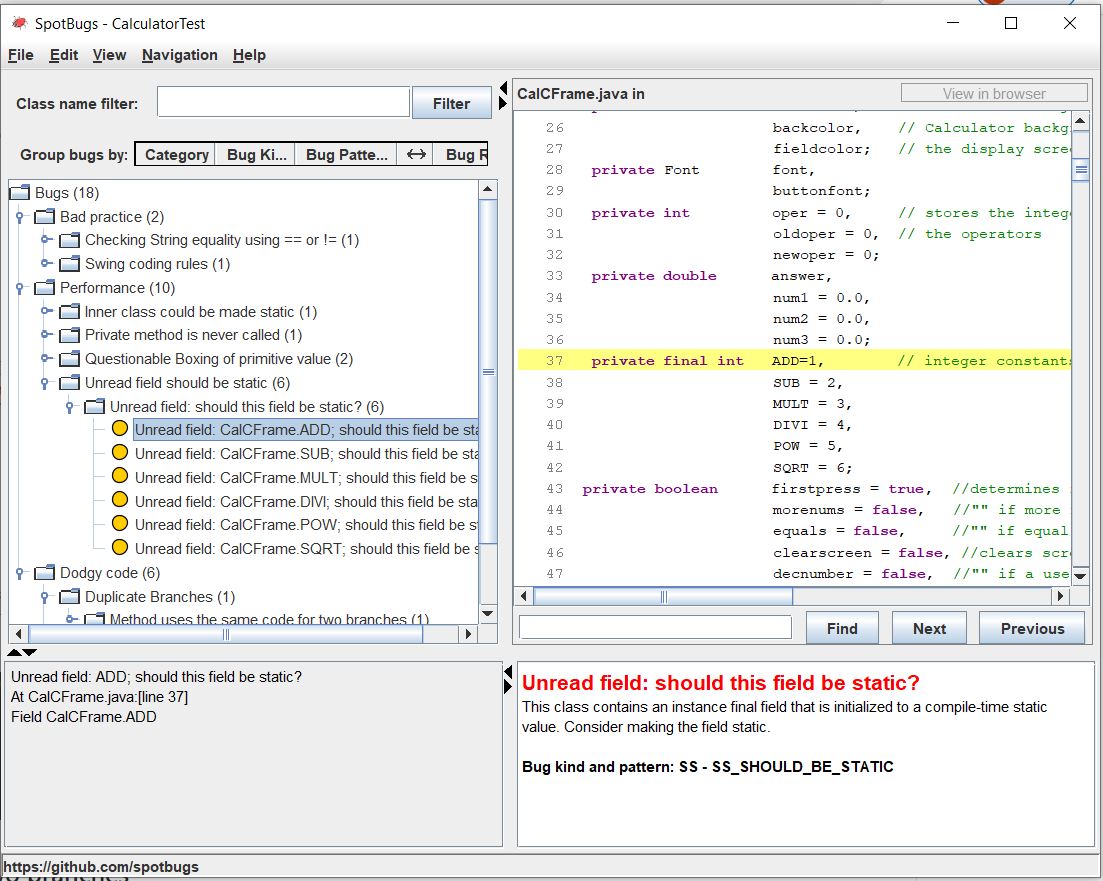 SpotBugs - CalculatorTest
File Edit View Navigation Help
Class name filter: Filter
Group bugs by: Category Bug Ki... Bug Patte... Bug R
Bugs (18)
Bad practice (2)
Checking String equality using == or != (1)
Swing coding rules (1)
Performance (10)
Inner class could be made static (1)
Private method is never called (1)
Questionable Boxing of primitive value (2)
Unread field should be static (6)
Unread field: should this field be static? (6)
Unread field: CalCFrame.ADD; should this field be sta
Unread field: CalCFrame.SUB; should this field be sta
Unread field: CalCFrame.MULT; should this field be s
Unread field: CalCFrame.DIVI; should this field be sta
Unread field: CalCFrame.POW; should this field be st
Unread field: CalCFrame.SQRT; should this field be s
Dodgy code (6)
Duplicate Branches (1)
Method uses the same code for two branches (1)
CalCFrame.java in View in browser
26 backcolor, // Calculator backg
27 fieldcolor; // the display scre
28 private Font font,
29 buttonfont;
30 private int oper = 0, // stores the intege
31 oldoper = 0, // the operators
32 newoper = 0;
33 private double answer,
34 num1 = 0.0,
35 num2 = 0.0,
36 num3 = 0.0;
37 private final int ADD=1, // integer constants
38 SUB = 2,
39 MULT = 3,
40 DIVI = 4,
41 POW = 5,
42 SQRT = 6;
43 private boolean firstpress = true, //determines
44 morenums = false, //"" if more
45 equals = false, //"" if equal
46 clearscreen = false, //clears scre
47 decnumber = false, //"" if a use
Find Next Previous
Unread field: ADD; should this field be static?
At CalCFrame.java:[line 37]
Field CalCFrame.ADD
Unread field: should this field be static?
This class contains an instance final field that is initialized to a compile-time static
value. Consider making the field static.
Bug kind and pattern: SS - SS_SHOULD_BE_STATIC
https://github.com/spotbugs